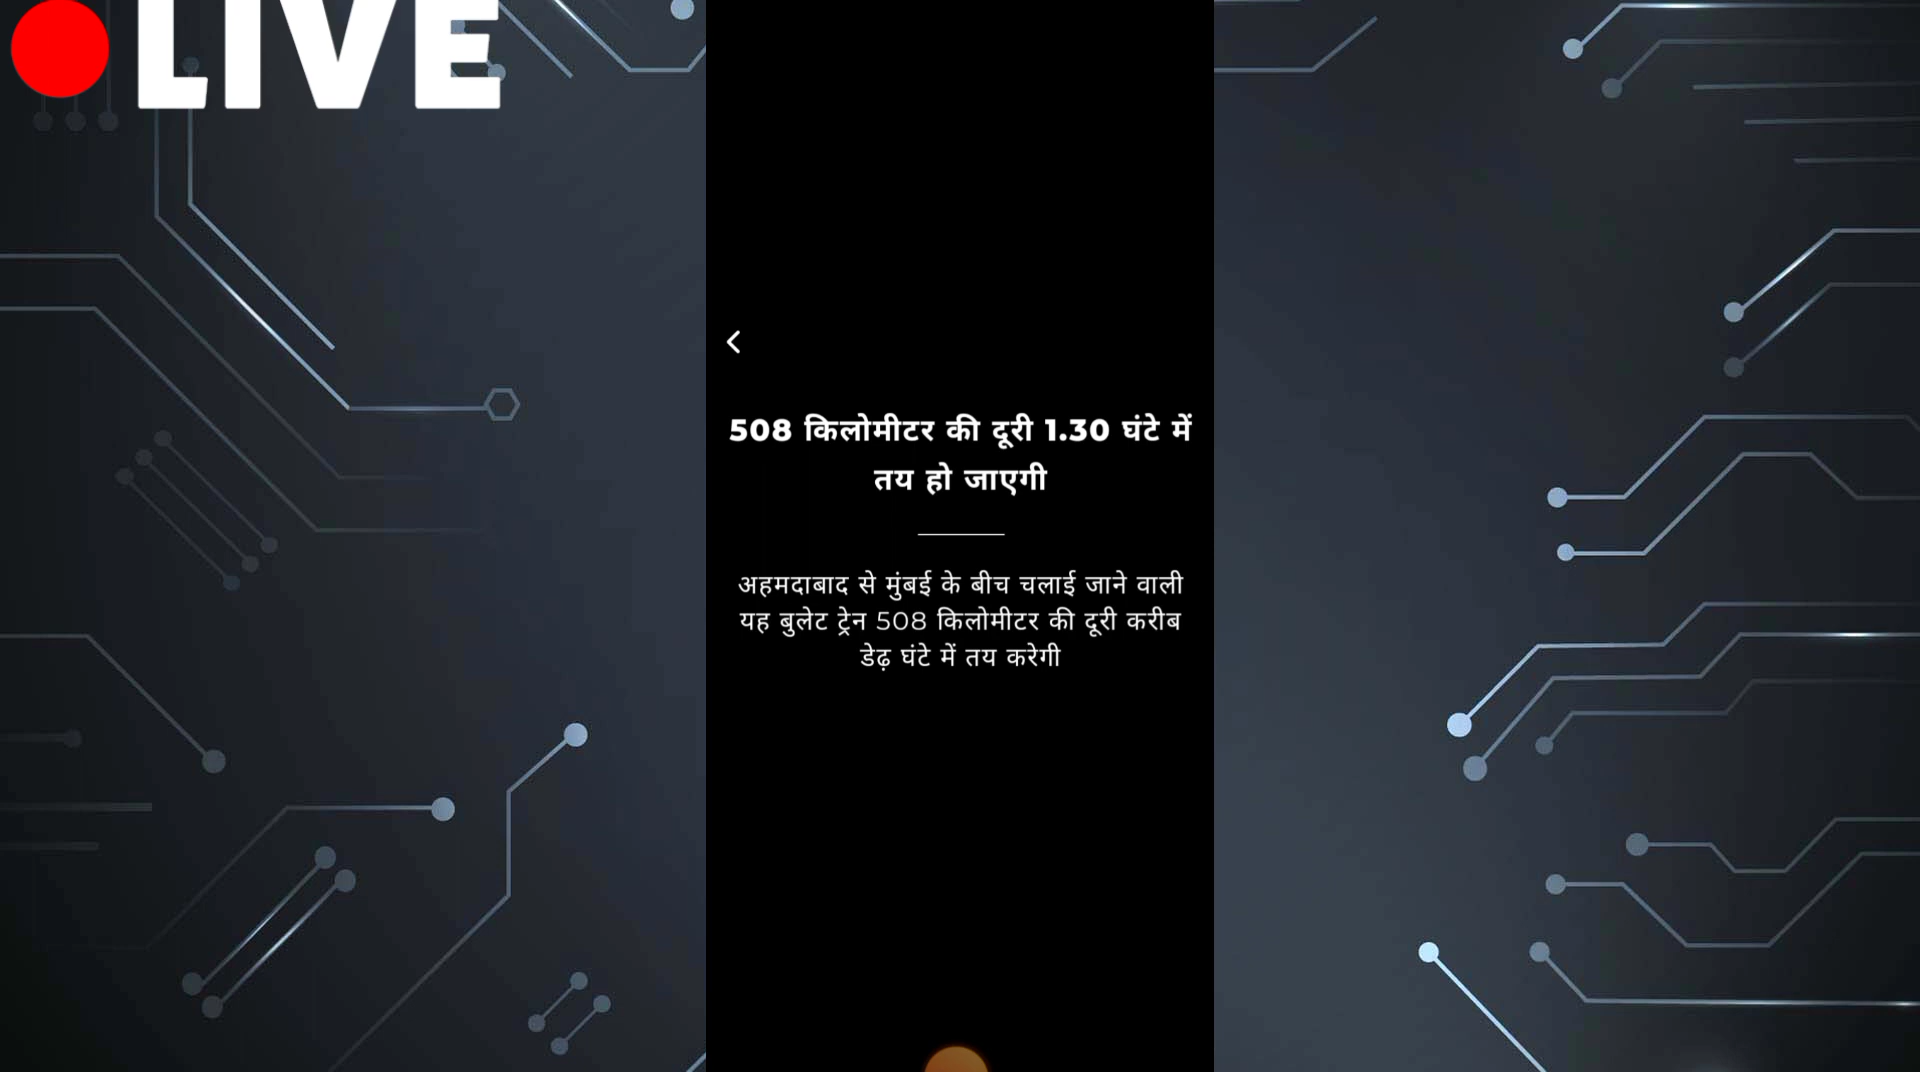 LIVE
508 किलोमीटर की दूरी 1.30 घंटे में
तय हो जाएगी
अहमदाबाद से मुंबई के बीच चलाई जाने वाली
यह बुलेट ट्रेन 508 किलोमीटर की दूरी करीब
डेढ़ घंटे में तय करेगी